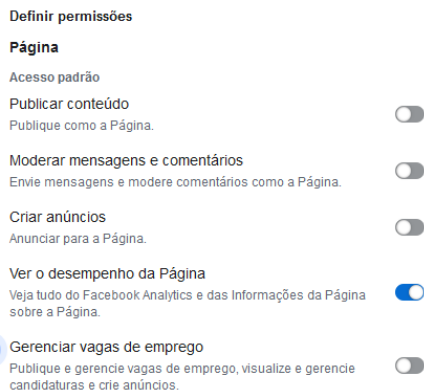 Definir permissões
Página
Acesso padrão
Publicar conteúdo
Publique como a Página.
Moderar mensagens e comentários
Envie mensagens e modere comentários como a Página.
Criar anúncios
Anunciar para a Página.
Ver o desempenho da Página
Veja tudo do Facebook Analytics e das Informações da Página
sobre a Página.
Gerenciar vagas de emprego
Publique e gerencie vagas de emprego, visualize e gerencie
candidaturas e crie anúncios.